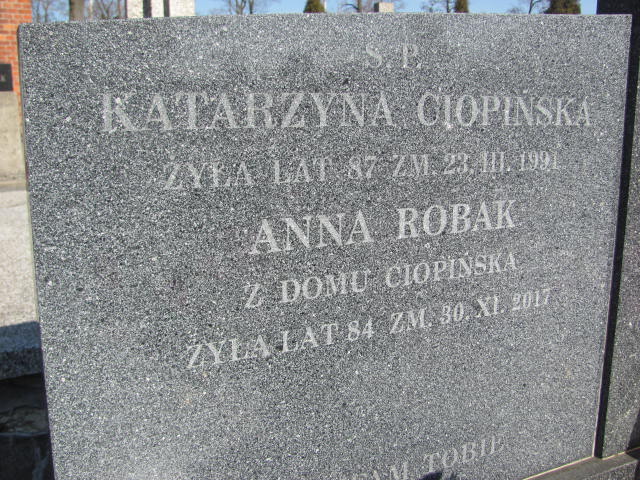 Ś. P.
KATARZYNA CIOPIŃSKA
ŻYŁA LAT 87 ZM. 23. III. 1991
ANNA ROBAK
Z DOMU CIOPIŃSKA
ŻYŁA LAT 84 ZM. 30. XI. 2017
TOBIE